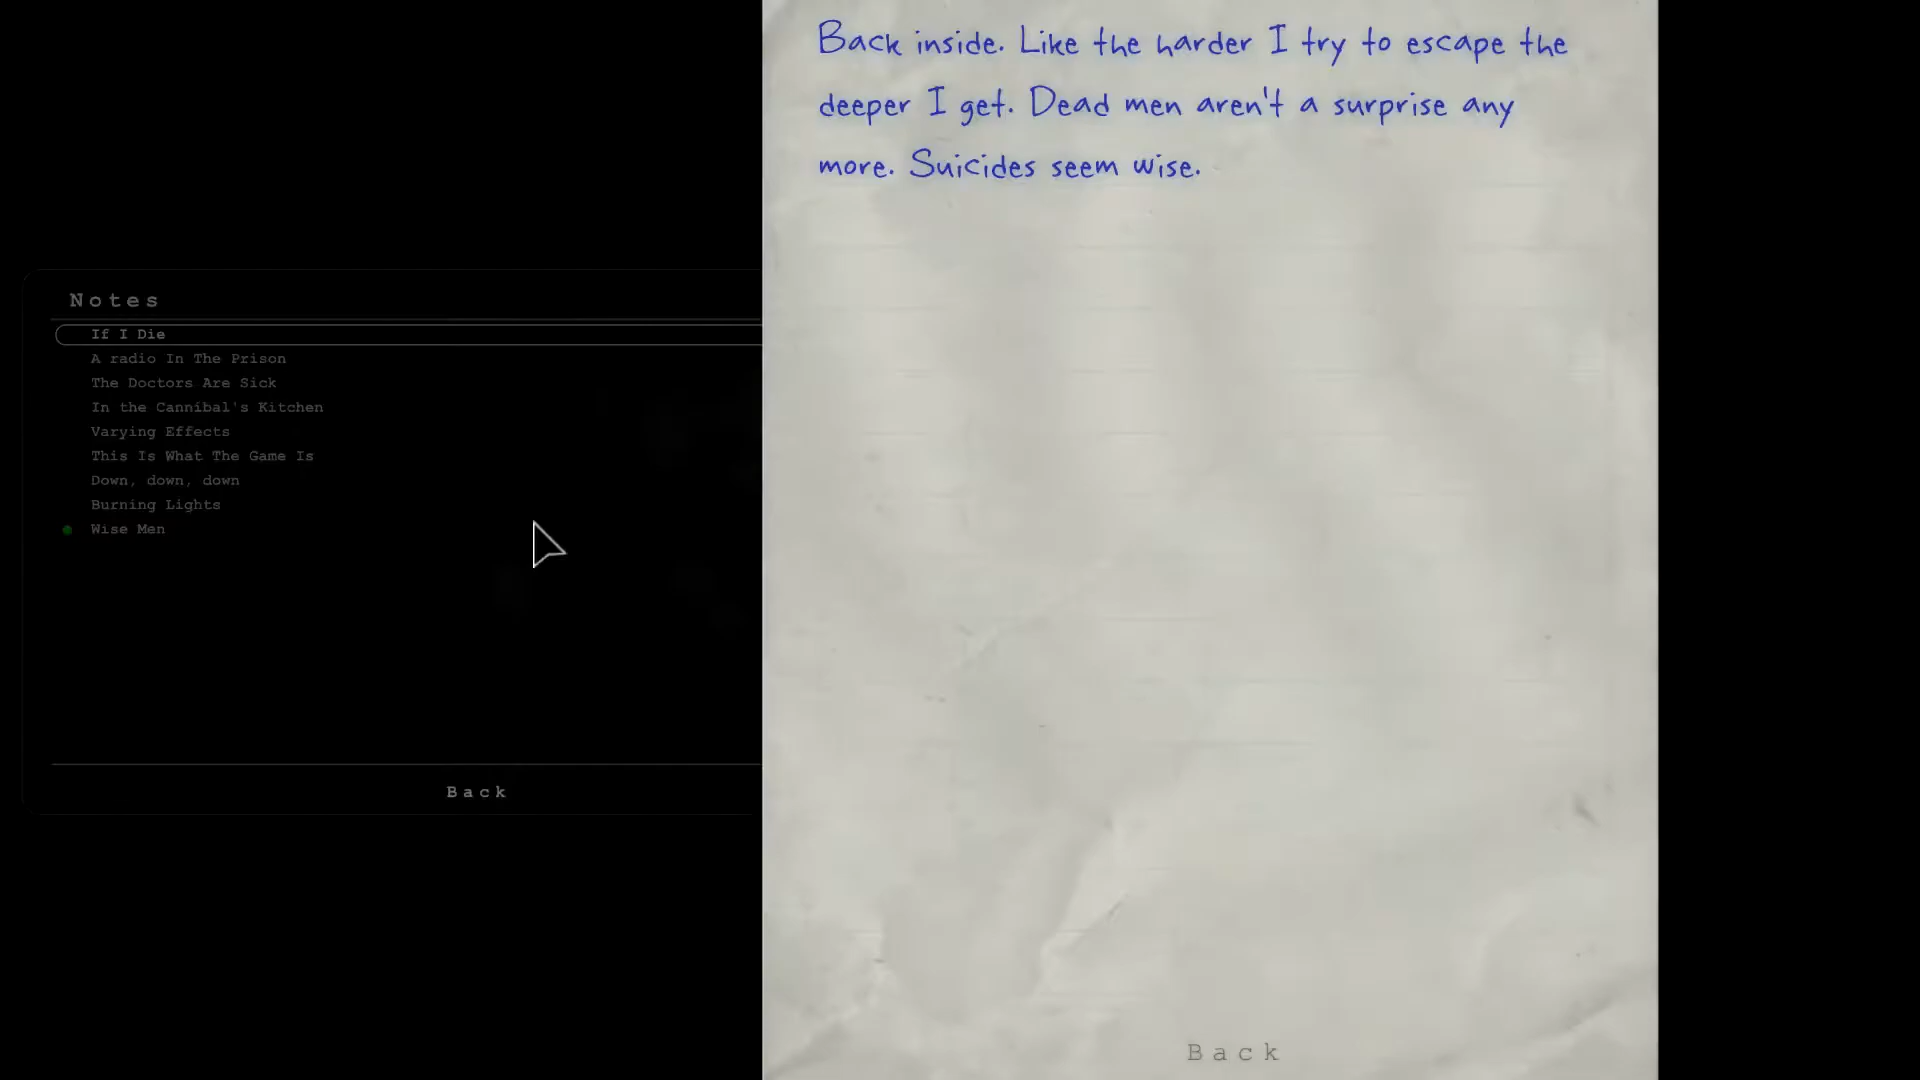 Notes
If I Die
A radio In The Prison
The Doctors Are Sick
In the Cannibal's Kitchen
Varying Effects
This Is What The Game Is
Down, down, down
Burning Lights
Wise Men
Back
Back inside. Like the harder I try to escape the
deeper I get. Dead men aren't a surprise any
more. Suicides seem wise.
Back